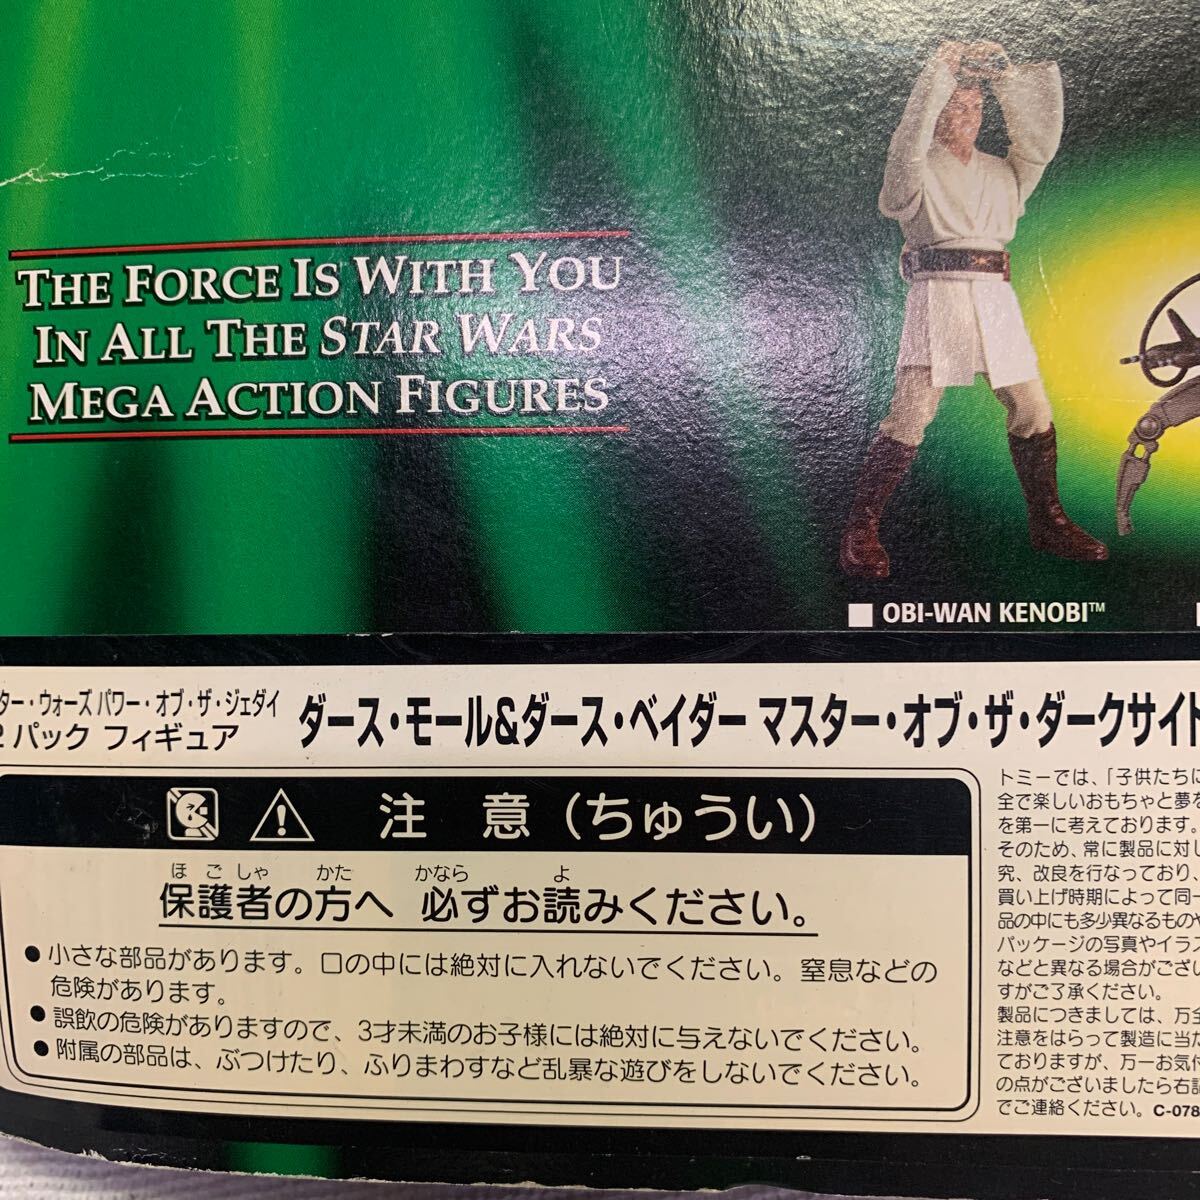 THE FORCE IS WITH YOU
IN ALL THE STAR WARS
MEGA ACTION FIGURES
OBI-WAN KENOBI™
ター・ウォーズ パワー・オブ・ザ・ジェダイ
2パック フィギュア
ダース・モール&ダース・ベイダー マスター・オブ・ザ・ダークサイト
注 意（ちゅうい）
ほごしゃ かた かなら よ
保護者の方へ 必ずお読みください。
●小さな部品があります。口の中には絶対に入れないでください。窒息などの
危険があります。
●誤飲の危険がありますので、3才未満のお子様には絶対に与えないでください。
●附属の部品は、ぶつけたり、ふりまわすなど乱暴な遊びをしないでください。
トミーでは、「子供たちに
全で楽しいおもちゃと夢を
を第一に考えております。
そのため、常に製品に対し
究、改良を行なっており、
買い上げ時期によって同一
品の中にも多少異なるものや
パッケージの写真やイラス
などと異なる場合がござい
すがご了承ください。
製品につきましては、万全
注意をはらって製造に当た
ておりますが、万一お気付
の点がございましたら右記
でご連絡ください。C-078